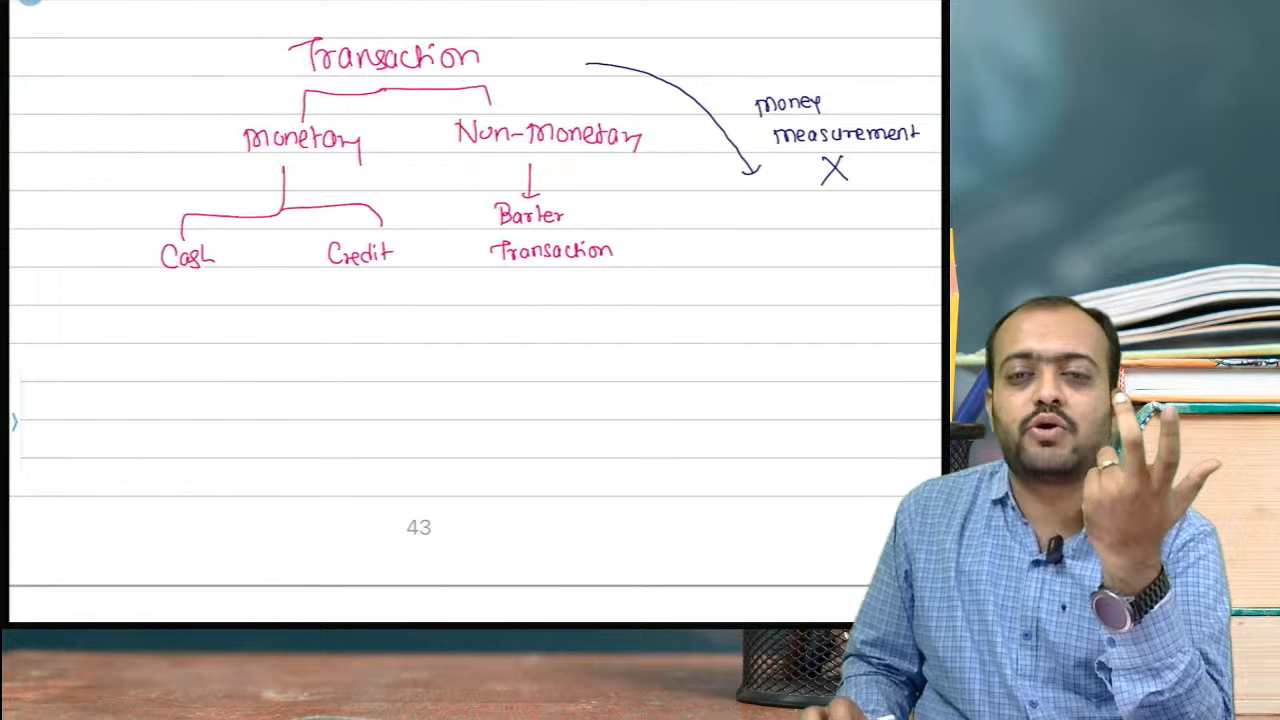 Transaction
Money
measurement
X
Monetary
Non-Monetary
Barter
Transaction
Cash
Credit
43